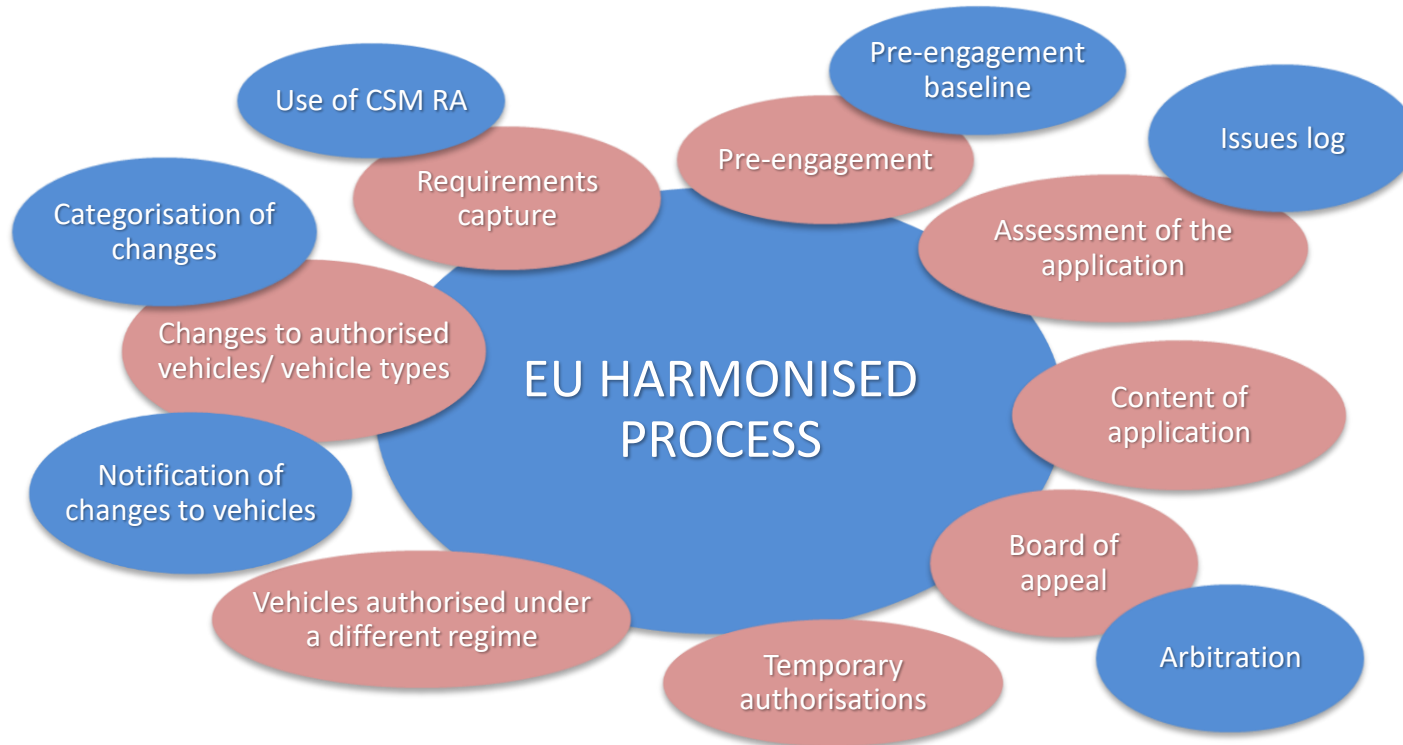 Pre-engagement
baseline
Use of CSM RA
Issues log
Pre-engagement
Requirements
capture
Categorisation of
changes
Assessment of the
application
Changes to authorised
vehicles/ vehicle types
EU HARMONISED
PROCESS
Content of
application
Notification of
changes to vehicles
Board of
appeal
Vehicles authorised under
a different regime
Arbitration
Temporary
authorisations